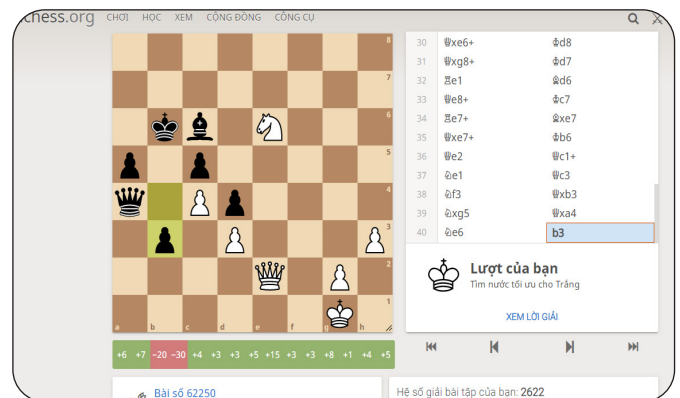 chess.org CHƠI HỌC XEM CỘNG ĐỒNG CÔNG CỤ
8
7
6
5
4
3
2
1
a b c d e f g h
30 ♕xe6+ ♔d8
31 ♕xg8+ ♔d7
32 ♖e1 ♗d6
33 ♕e8+ ♔c7
34 ♖e7+ ♗xe7
35 ♕xe7+ ♔b6
36 ♕e2 ♕c1+
37 ♘e1 ♕c3
38 ♘f3 ♕xb3
39 ♘xg5 ♕xa4
40 ♘e6 b3
Lượt của bạn
Tìm nước tối ưu cho Trắng
XEM LỜI GIẢI
+6 +7 −20 −30 +4 +3 +3 +5 +15 +3 +3 +8 +1 +4 +5
Bài số 62250
Hệ số giải bài tập của bạn: 2622